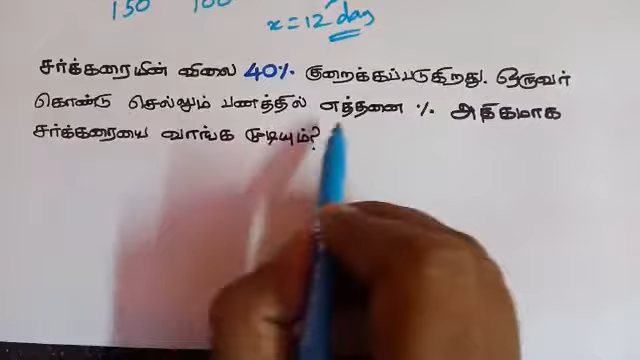 150 100
x = 12 day
சர்க்கரையின் விலை 40% குறைக்கப்படுகிறது. ஒருவர்
கொண்டு செல்லும் பணத்தில் எத்தனை % அதிகமாக
சர்க்கரையை வாங்க முடியும்?